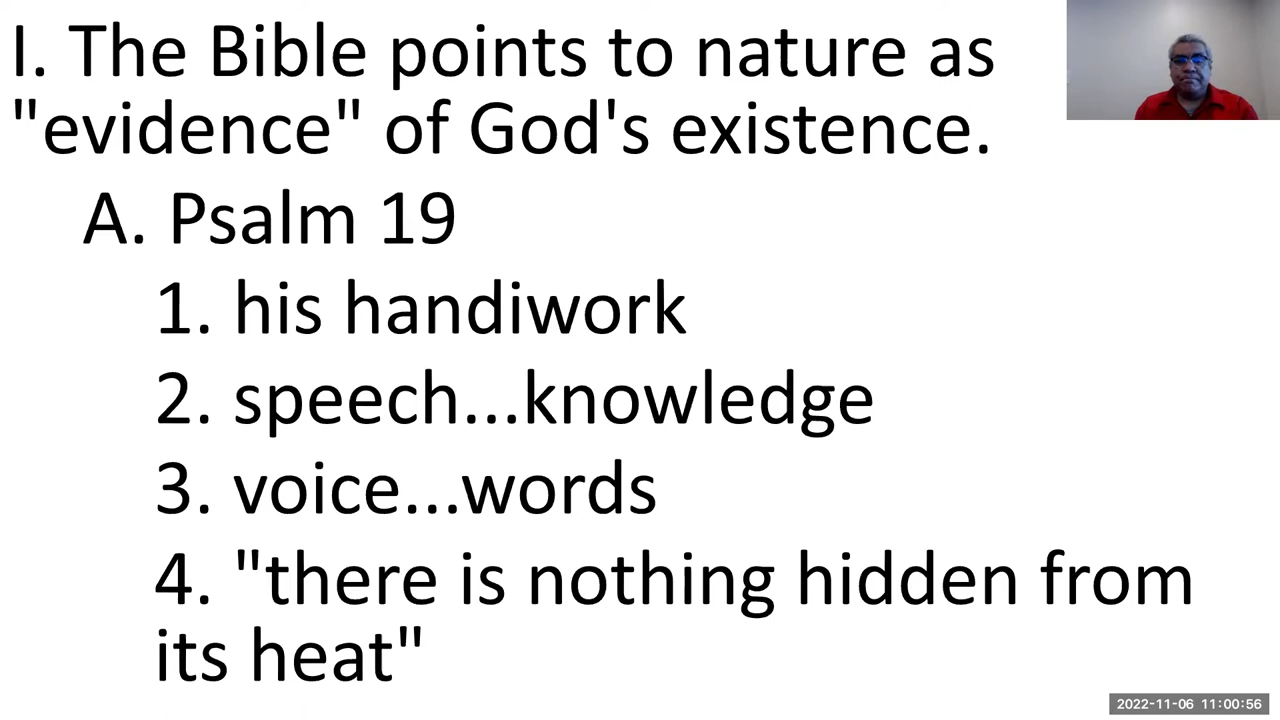 I. The Bible points to nature as
"evidence" of God's existence.
A. Psalm 19
1. his handiwork
2. speech...knowledge
3. voice...words
4. "there is nothing hidden from
its heat"
2022-11-06 11:00:56